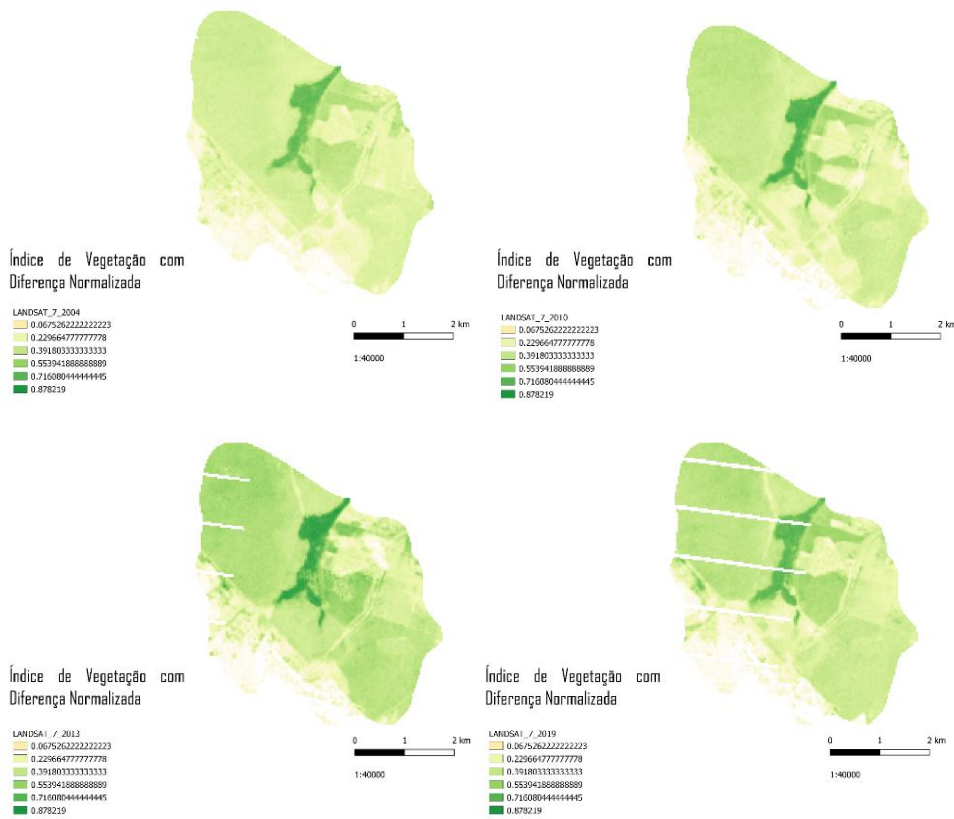 Índice de Vegetação com
Diferença Normalizada
LANDSAT_7_2004
0.0675262222222223
0.229664777777778
0.391803333333333
0.553941888888889
0.716080444444445
0.878219
0 1 2 km
1:40000
Índice de Vegetação com
Diferença Normalizada
LANDSAT_7_2010
0.0675262222222223
0.229664777777778
0.391803333333333
0.553941888888889
0.716080444444445
0.878219
0 1 2 km
1:40000
Índice de Vegetação com
Diferença Normalizada
LANDSAT_7_2013
0.0675262222222223
0.229664777777778
0.391803333333333
0.553941888888889
0.716080444444445
0.878219
0 1 2 km
1:40000
Índice de Vegetação com
Diferença Normalizada
LANDSAT_7_2019
0.0675262222222223
0.229664777777778
0.391803333333333
0.553941888888889
0.716080444444445
0.878219
0 1 2 km
1:40000